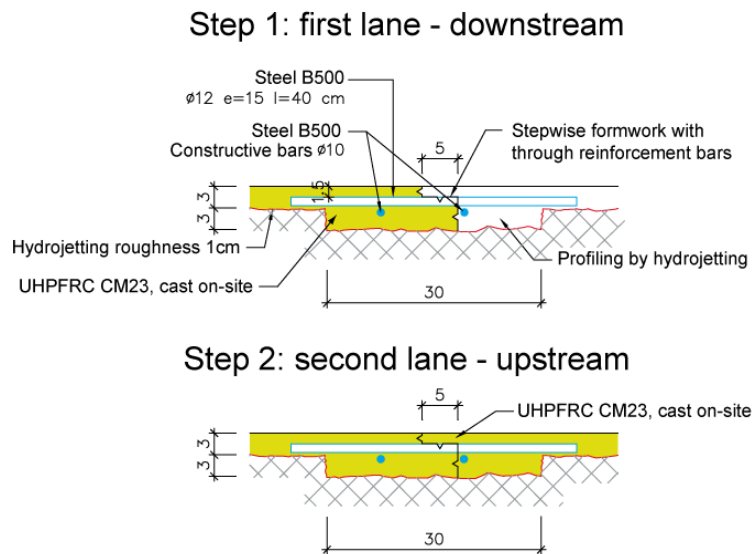 Step 1: first lane - downstream
Steel B500
ø12 e=15 l=40 cm
Steel B500
Constructive bars ø10
5
Stepwise formwork with
through reinforcement bars
3
1,5
3
Hydrojetting roughness 1cm
Profiling by hydrojetting
UHPFRC CM23, cast on-site
30
Step 2: second lane - upstream
5
UHPFRC CM23, cast on-site
3
3
30